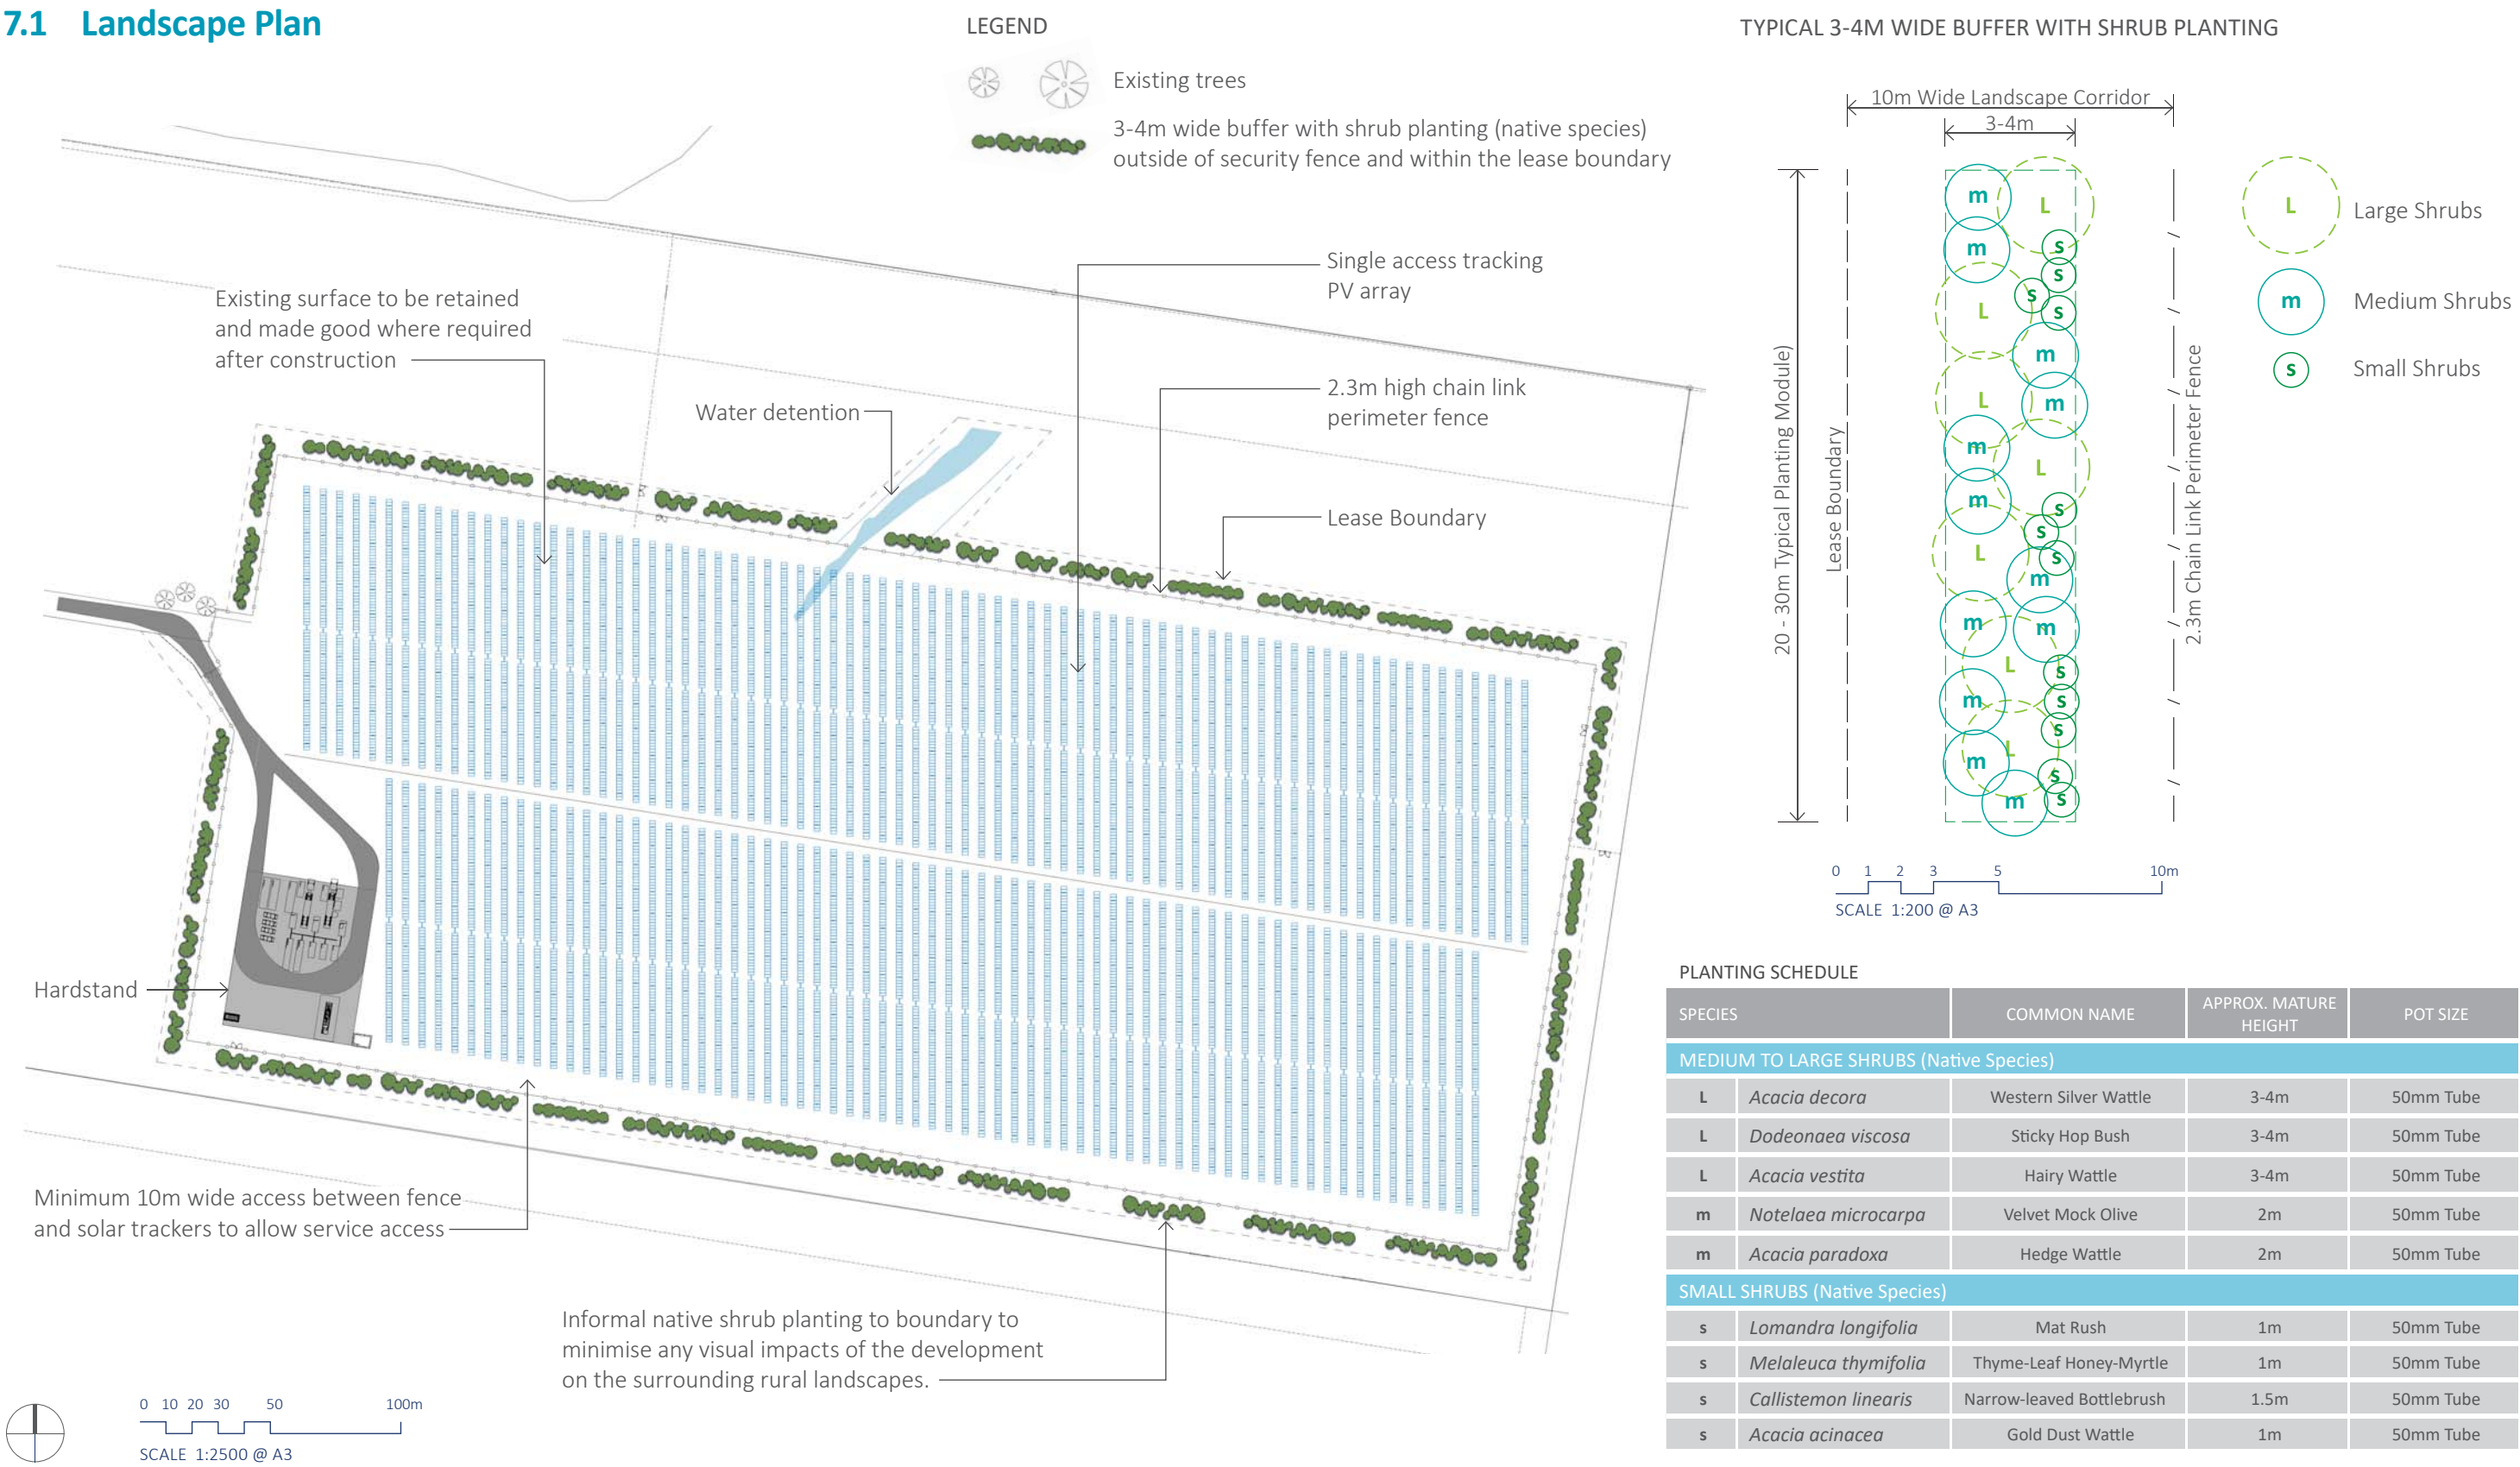 7.1 Landscape Plan
LEGEND
Existing trees
3-4m wide buffer with shrub planting (native species)
outside of security fence and within the lease boundary
Single access tracking
PV array
Existing surface to be retained
and made good where required
after construction
Water detention
2.3m high chain link
perimeter fence
Lease Boundary
Hardstand
Minimum 10m wide access between fence
and solar trackers to allow service access
Informal native shrub planting to boundary to
minimise any visual impacts of the development
on the surrounding rural landscapes.
0 10 20 30 50 100m
SCALE 1:2500 @ A3
TYPICAL 3-4M WIDE BUFFER WITH SHRUB PLANTING
10m Wide Landscape Corridor
3-4m
20 - 30m Typical Planting Module)
Lease Boundary
2.3m Chain Link Perimeter Fence
m
L
m
s
s
s
L
s
m
L
m
m
L
m
s
s
L
s
m
m
m
L
s
m
s
s
L
m
s
m
s
L
Large Shrubs
m
Medium Shrubs
s
Small Shrubs
0 1 2 3 5 10m
SCALE 1:200 @ A3
PLANTING SCHEDULE
SPECIES COMMON NAME APPROX. MATURE HEIGHT POT SIZE
MEDIUM TO LARGE SHRUBS (Native Species)
L Acacia decora Western Silver Wattle 3-4m 50mm Tube
L Dodeonaea viscosa Sticky Hop Bush 3-4m 50mm Tube
L Acacia vestita Hairy Wattle 3-4m 50mm Tube
m Notelaea microcarpa Velvet Mock Olive 2m 50mm Tube
m Acacia paradoxa Hedge Wattle 2m 50mm Tube
SMALL SHRUBS (Native Species)
s Lomandra longifolia Mat Rush 1m 50mm Tube
s Melaleuca thymifolia Thyme-Leaf Honey-Myrtle 1m 50mm Tube
s Callistemon linearis Narrow-leaved Bottlebrush 1.5m 50mm Tube
s Acacia acinacea Gold Dust Wattle 1m 50mm Tube